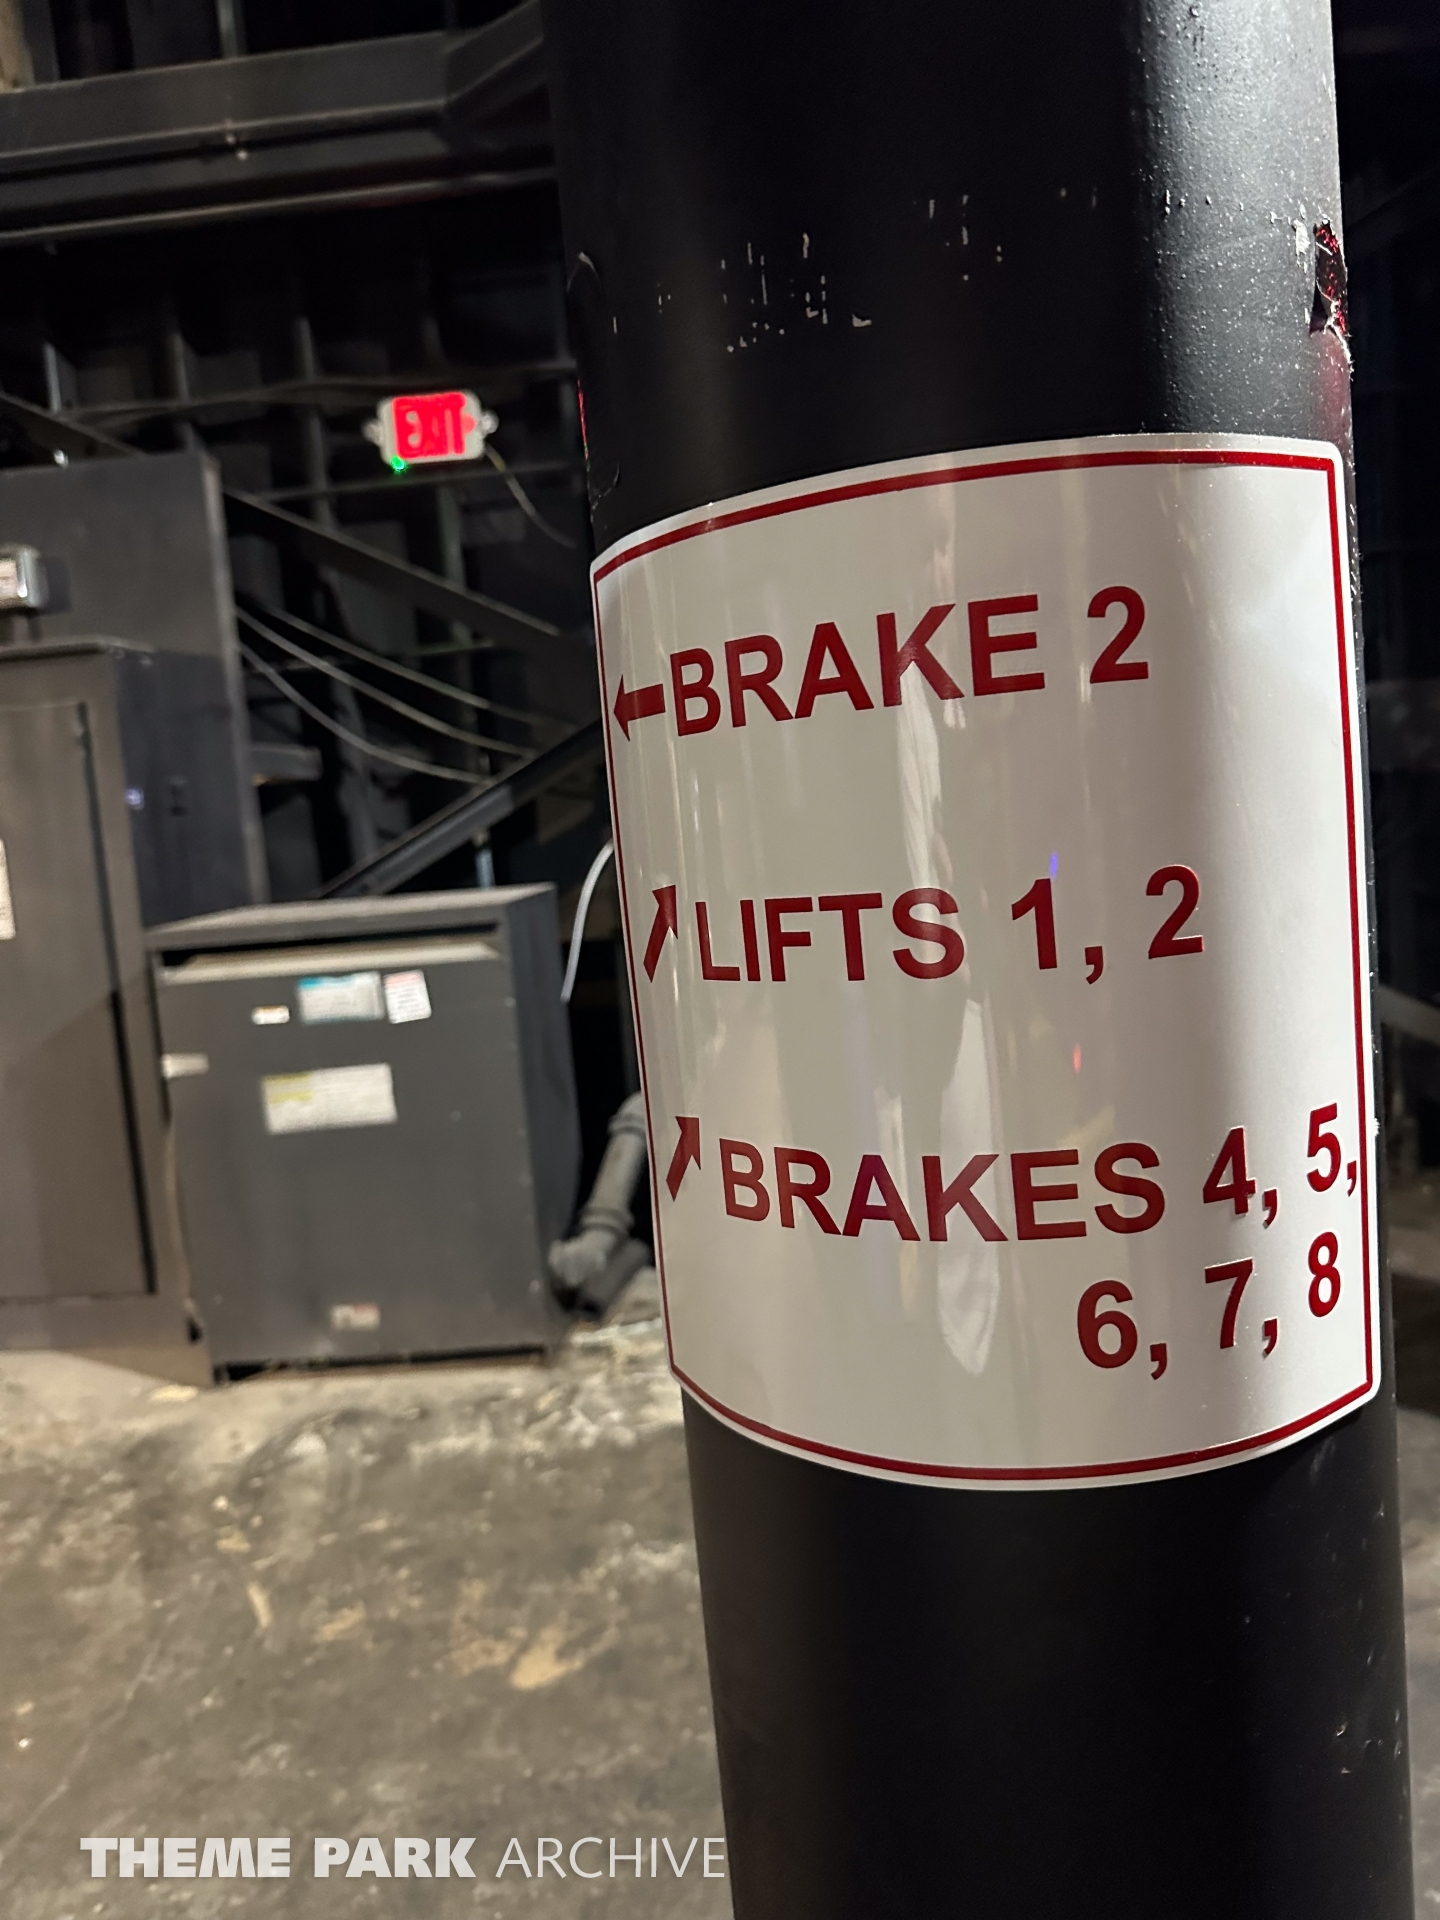 EXIT
←BRAKE 2
↗LIFTS 1, 2
↗BRAKES 4, 5,
6, 7, 8
THEME PARK ARCHIVE